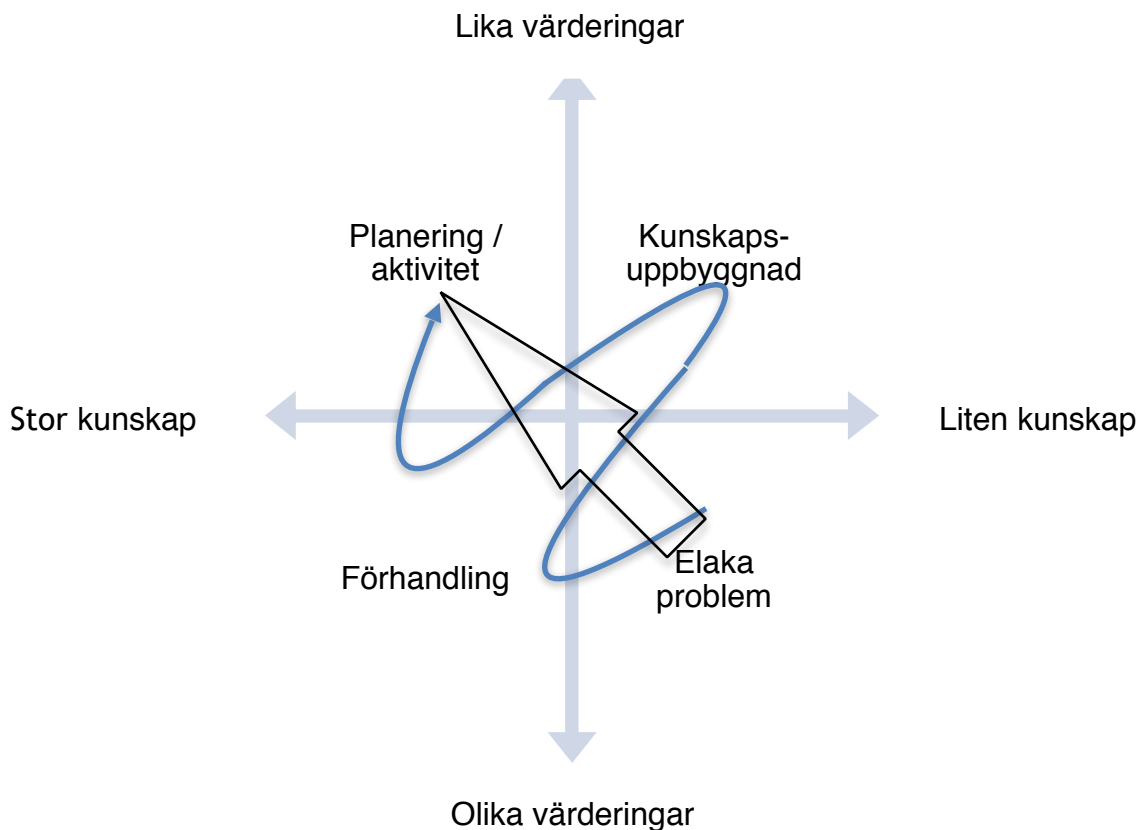 Lika värderingar
Planering /
aktivitet
Kunskaps-
uppbyggnad
Stor kunskap
Liten kunskap
Förhandling
Elaka
problem
Olika värderingar